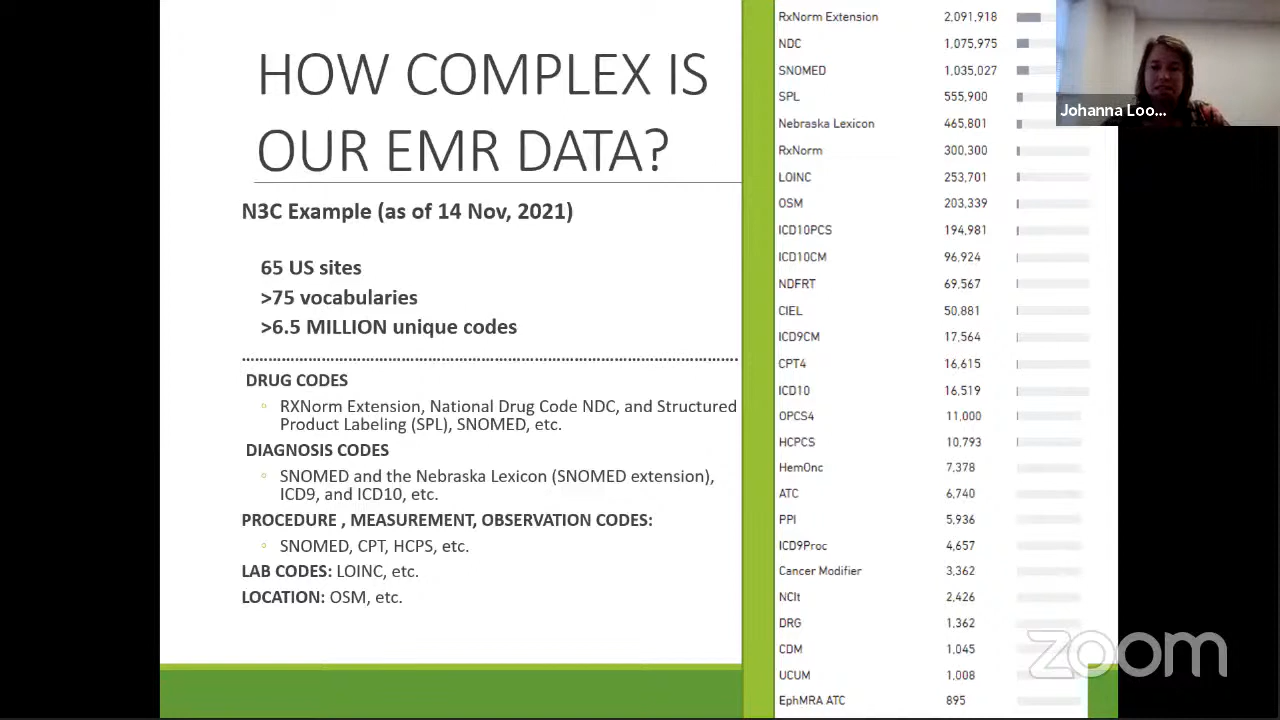 HOW COMPLEX IS
OUR EMR DATA?
N3C Example (as of 14 Nov, 2021)
65 US sites
>75 vocabularies
>6.5 MILLION unique codes
DRUG CODES
RXNorm Extension, National Drug Code NDC, and Structured
Product Labeling (SPL), SNOMED, etc.
DIAGNOSIS CODES
SNOMED and the Nebraska Lexicon (SNOMED extension),
ICD9, and ICD10, etc.
PROCEDURE , MEASUREMENT, OBSERVATION CODES:
SNOMED, CPT, HCPS, etc.
LAB CODES: LOINC, etc.
LOCATION: OSM, etc.
RxNorm Extension 2,091,918
NDC 1,075,975
SNOMED 1,035,027
SPL 555,900
Nebraska Lexicon 465,801
RxNorm 300,300
LOINC 253,701
OSM 203,339
ICD10PCS 194,981
ICD10CM 96,924
NDFRT 69,567
CIEL 50,881
ICD9CM 17,564
CPT4 16,615
ICD10 16,519
OPCS4 11,000
HCPCS 10,793
HemOnc 7,378
ATC 6,740
PPI 5,936
ICD9Proc 4,657
Cancer Modifier 3,362
NCIt 2,426
DRG 1,362
CDM 1,045
UCUM 1,008
EphMRA ATC 895
Johanna Loo...
zoom